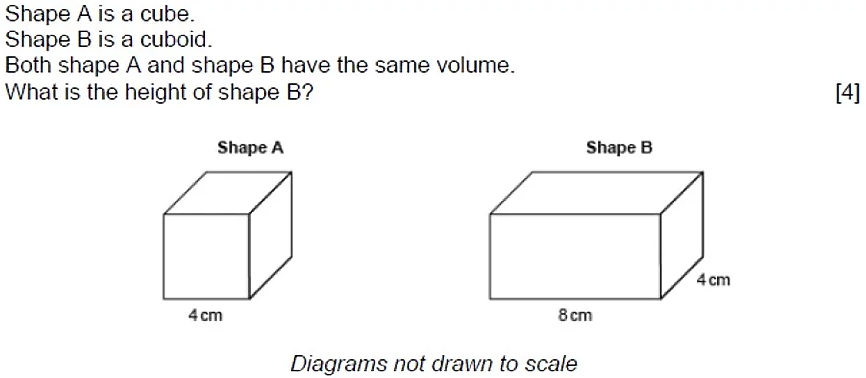 Shape A is a cube.
Shape B is a cuboid.
Both shape A and shape B have the same volume.
What is the height of shape B? [4]
Shape A
Shape B
4 cm
8 cm
4 cm
Diagrams not drawn to scale